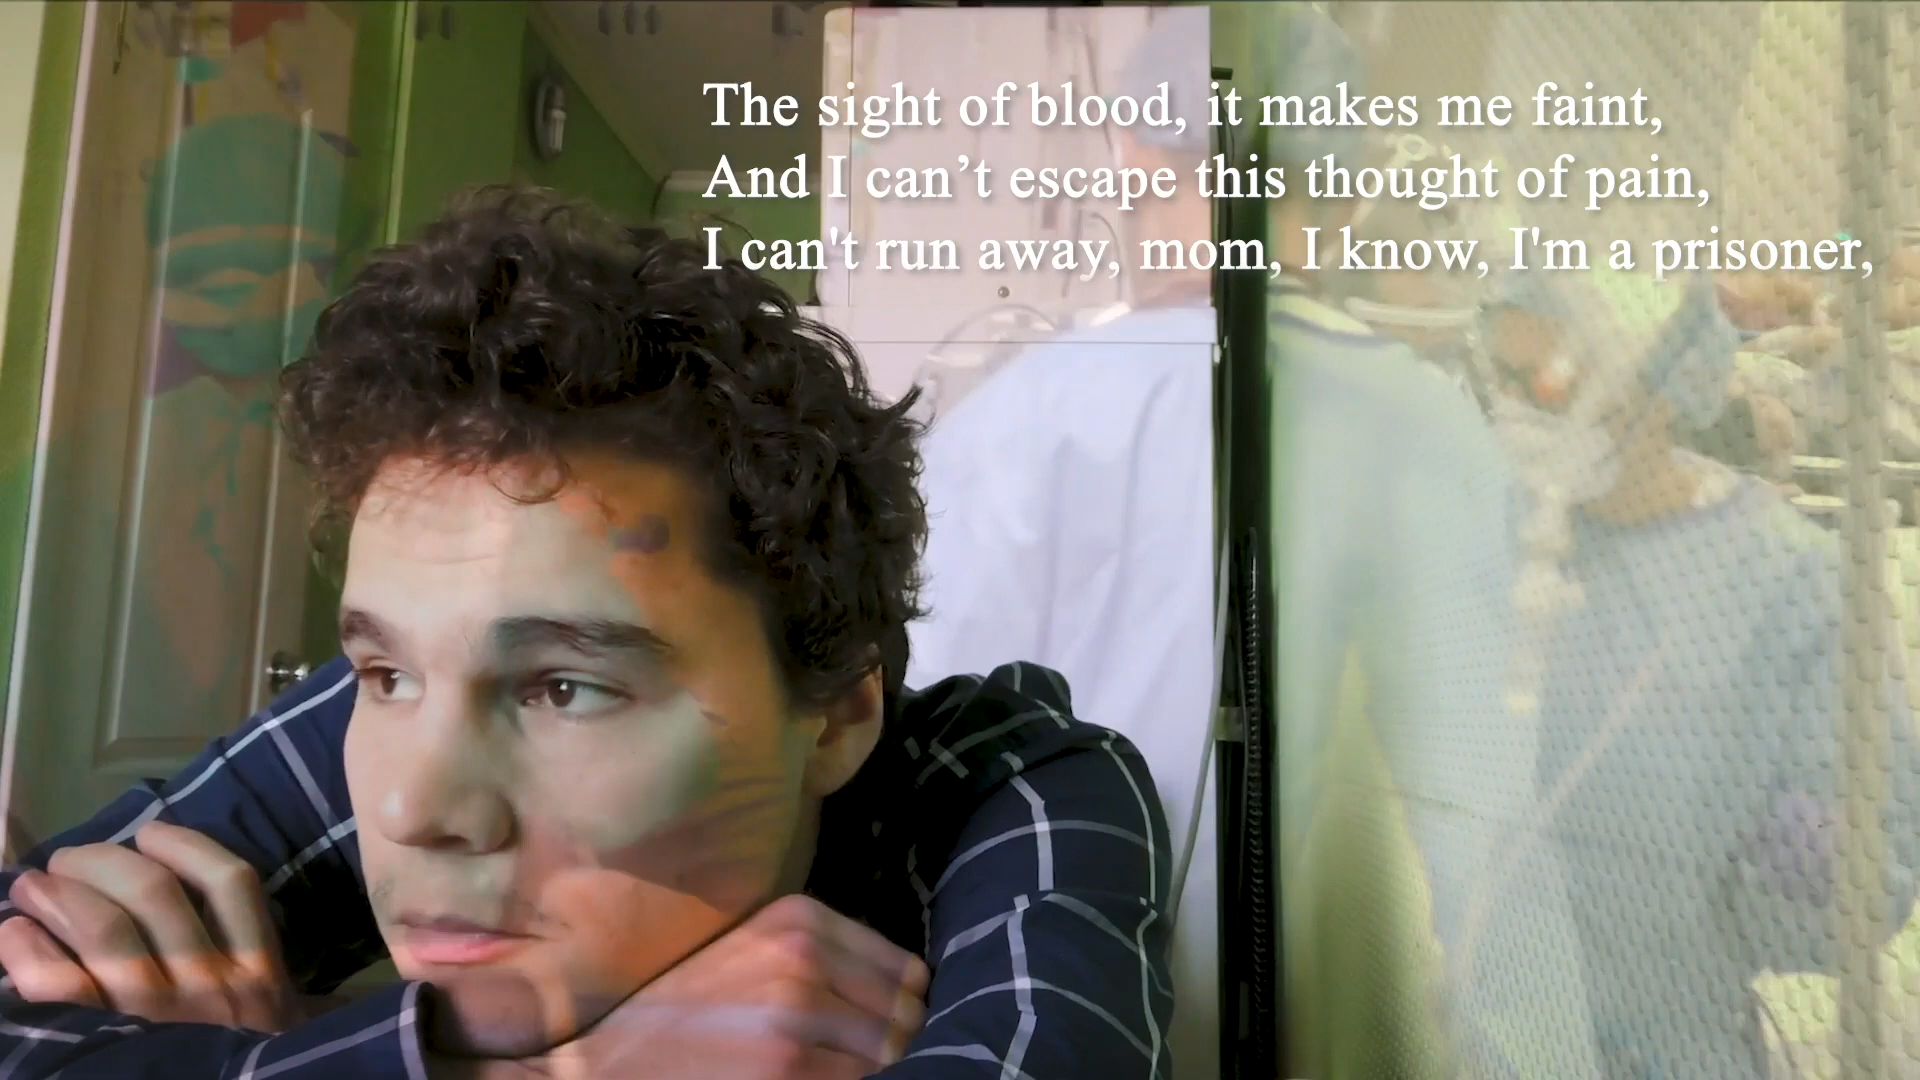 The sight of blood, it makes me faint,
And I can’t escape this thought of pain,
I can't run away, mom, I know, I'm a prisoner,